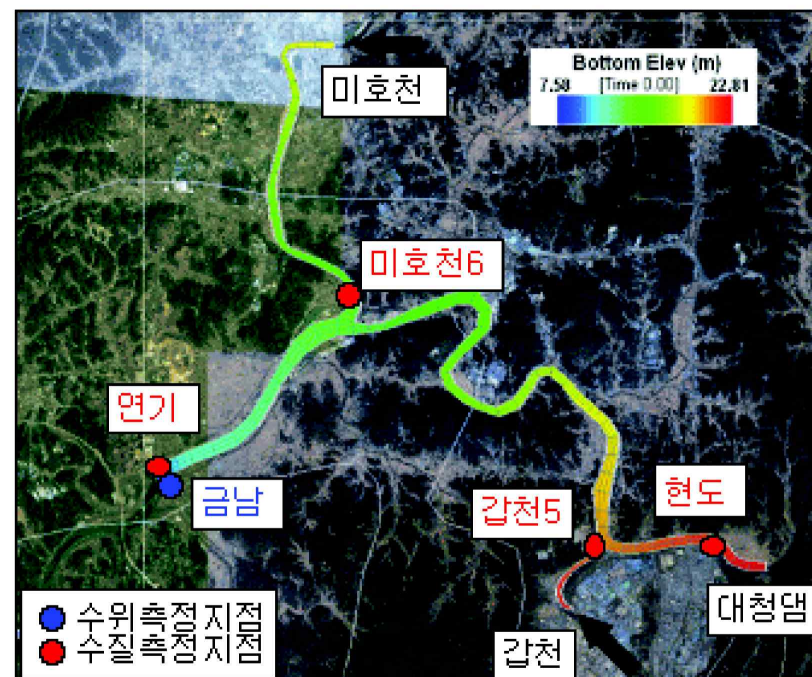 Bottom Elev (m)
7.58 [Time 0.00] 22.81
미호천
미호천6
연기
금남
갑천5
현도
대청댐
갑천
수위측정지점
수질측정지점